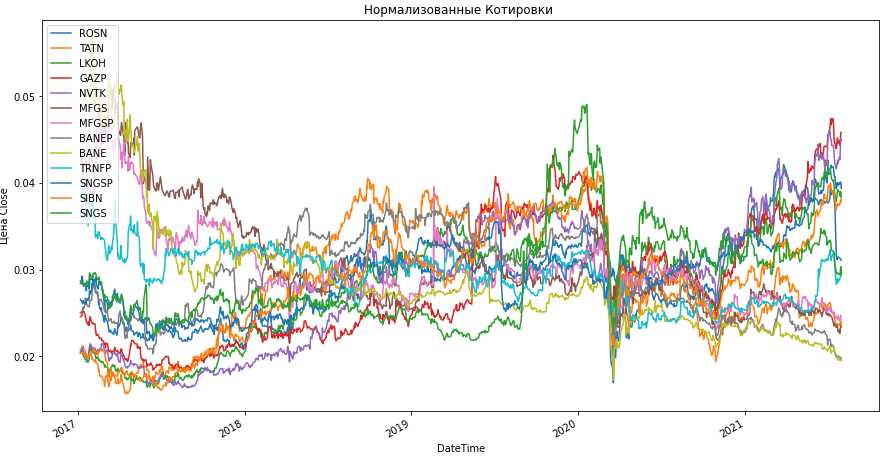 Нормализованные Котировки
ROSN
TATN
LKOH
GAZP
NVTK
MFGS
MFGSP
BANEP
BANE
TRNFP
SNGSP
SIBN
SNGS
Цена Close
0.05
0.04
0.03
0.02
2017
2018
2019
2020
2021
DateTime